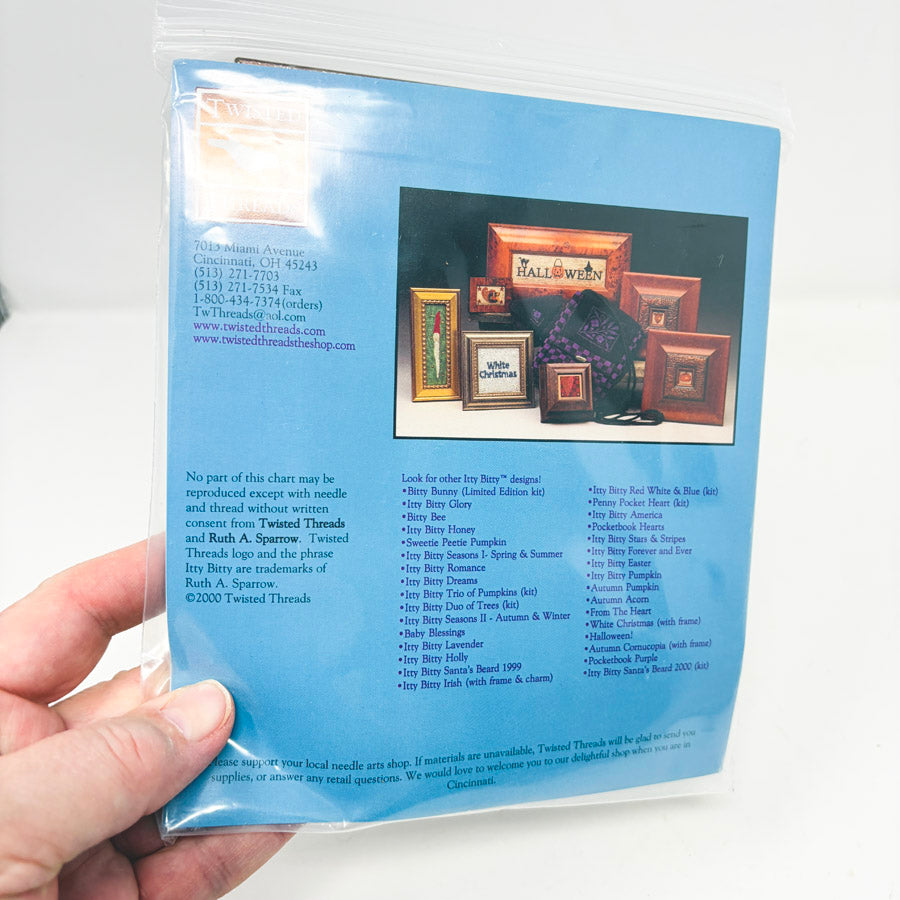 TWISTED
THREADS
7013 Miami Avenue
Cincinnati, OH 45243
(513) 271-7703
(513) 271-7534 Fax
1-800-434-7374(orders)
TwThreads@aol.com
www.twistedthreads.com
www.twistedthreadstheshop.com
HALLOWEEN
White
Christmas
No part of this chart may be
reproduced except with needle
and thread without written
consent from Twisted Threads
and Ruth A. Sparrow. Twisted
Threads logo and the phrase
Itty Bitty are trademarks of
Ruth A. Sparrow.
©2000 Twisted Threads
Look for other Itty Bitty™ designs!
•Bitty Bunny (Limited Edition kit)
•Itty Bitty Glory
•Bitty Bee
•Itty Bitty Honey
•Sweetie Peetie Pumpkin
•Itty Bitty Seasons I- Spring & Summer
•Itty Bitty Romance
•Itty Bitty Dreams
•Itty Bitty Trio of Pumpkins (kit)
•Itty Bitty Duo of Trees (kit)
•Itty Bitty Seasons II - Autumn & Winter
•Baby Blessings
•Itty Bitty Lavender
•Itty Bitty Holly
•Itty Bitty Santa's Beard 1999
•Itty Bitty Irish (with frame & charm)
•Itty Bitty Red White & Blue (kit)
•Penny Pocket Heart (kit)
•Itty Bitty America
•Pocketbook Hearts
•Itty Bitty Stars & Stripes
•Itty Bitty Forever and Ever
•Itty Bitty Easter
•Itty Bitty Pumpkin
•Autumn Pumpkin
•Autumn Acorn
•From The Heart
•White Christmas (with frame)
•Halloween!
•Autumn Cornucopia (with frame)
•Pocketbook Purple
•Itty Bitty Santa's Beard 2000 (kit)
Please support your local needle arts shop. If materials are unavailable, Twisted Threads will be glad to send you
supplies, or answer any retail questions. We would love to welcome you to our delightful shop when you are in
Cincinnati.